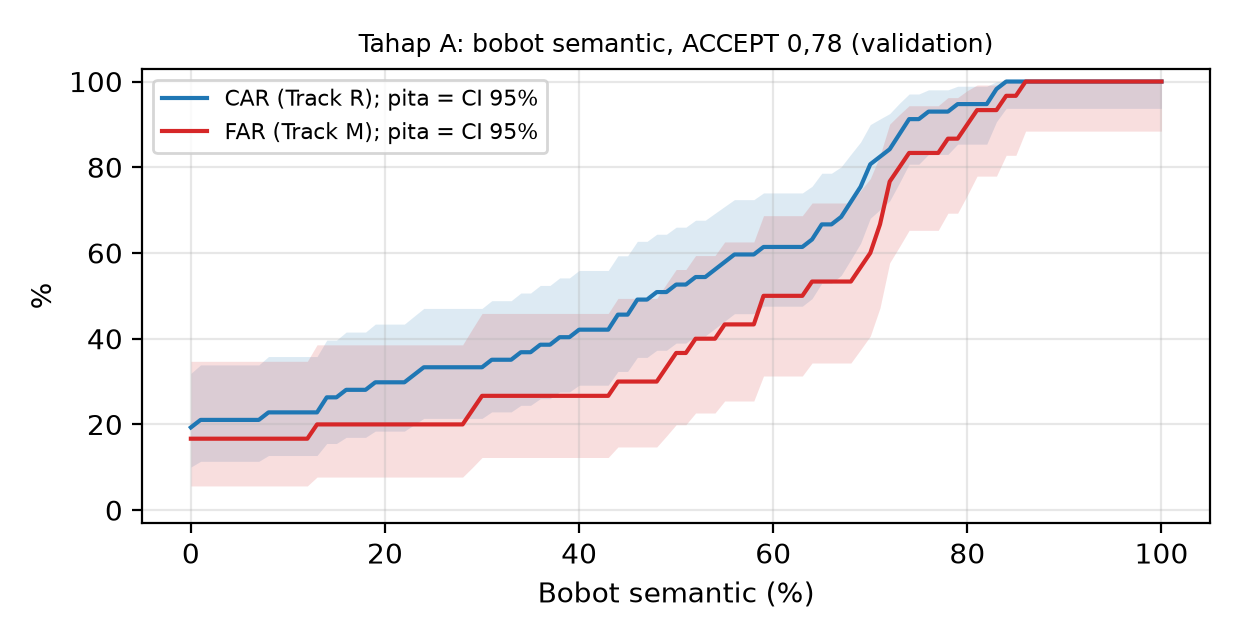 Tahap A: bobot semantic, ACCEPT 0,78 (validation)
CAR (Track R); pita = CI 95%
FAR (Track M); pita = CI 95%
100
80
60
40
20
0
%
0 20 40 60 80 100
Bobot semantic (%)